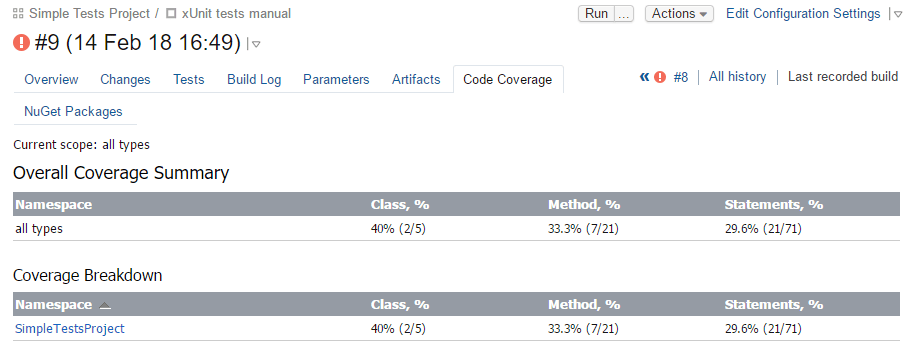 Simple Tests Project / xUnit tests manual Run ... Actions Edit Configuration Settings
#9 (14 Feb 18 16:49)
Overview Changes Tests Build Log Parameters Artifacts Code Coverage « #8 | All history | Last recorded build
NuGet Packages
Current scope: all types
Overall Coverage Summary
Namespace Class, % Method, % Statements, %
all types 40% (2/5) 33.3% (7/21) 29.6% (21/71)
Coverage Breakdown
Namespace Class, % Method, % Statements, %
SimpleTestsProject 40% (2/5) 33.3% (7/21) 29.6% (21/71)